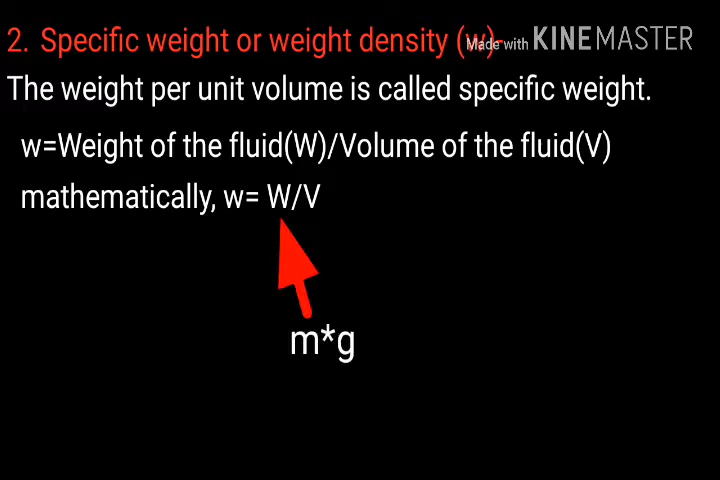 2. Specific weight or weight density (w)-
Made with KINEMASTER
The weight per unit volume is called specific weight.
w=Weight of the fluid(W)/Volume of the fluid(V)
mathematically, w= W/V
m*g